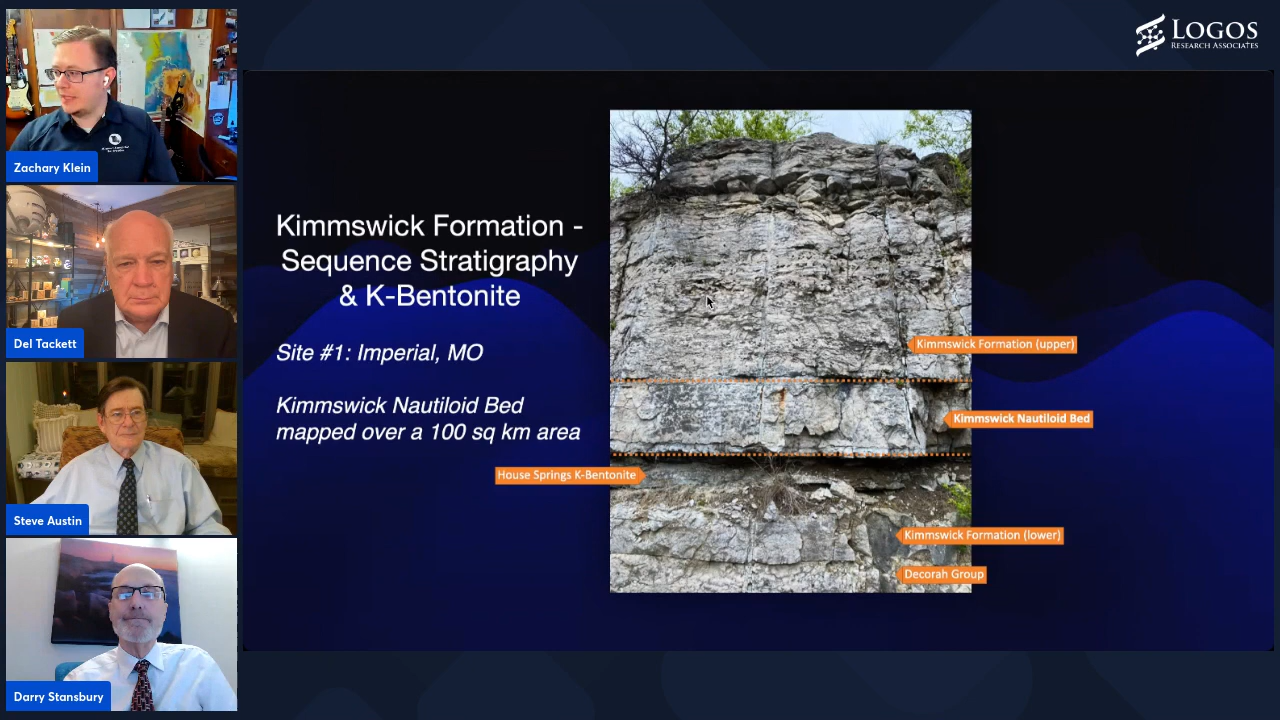 Zachary Klein
Del Tackett
Steve Austin
Darry Stansbury
LOGOS
RESEARCH ASSOCIATES
Kimmswick Formation -
Sequence Stratigraphy
& K-Bentonite
Site #1: Imperial, MO
Kimmswick Nautiloid Bed
mapped over a 100 sq km area
Kimmswick Formation (upper)
Kimmswick Nautiloid Bed
House Springs K-Bentonite
Kimmswick Formation (lower)
Decorah Group